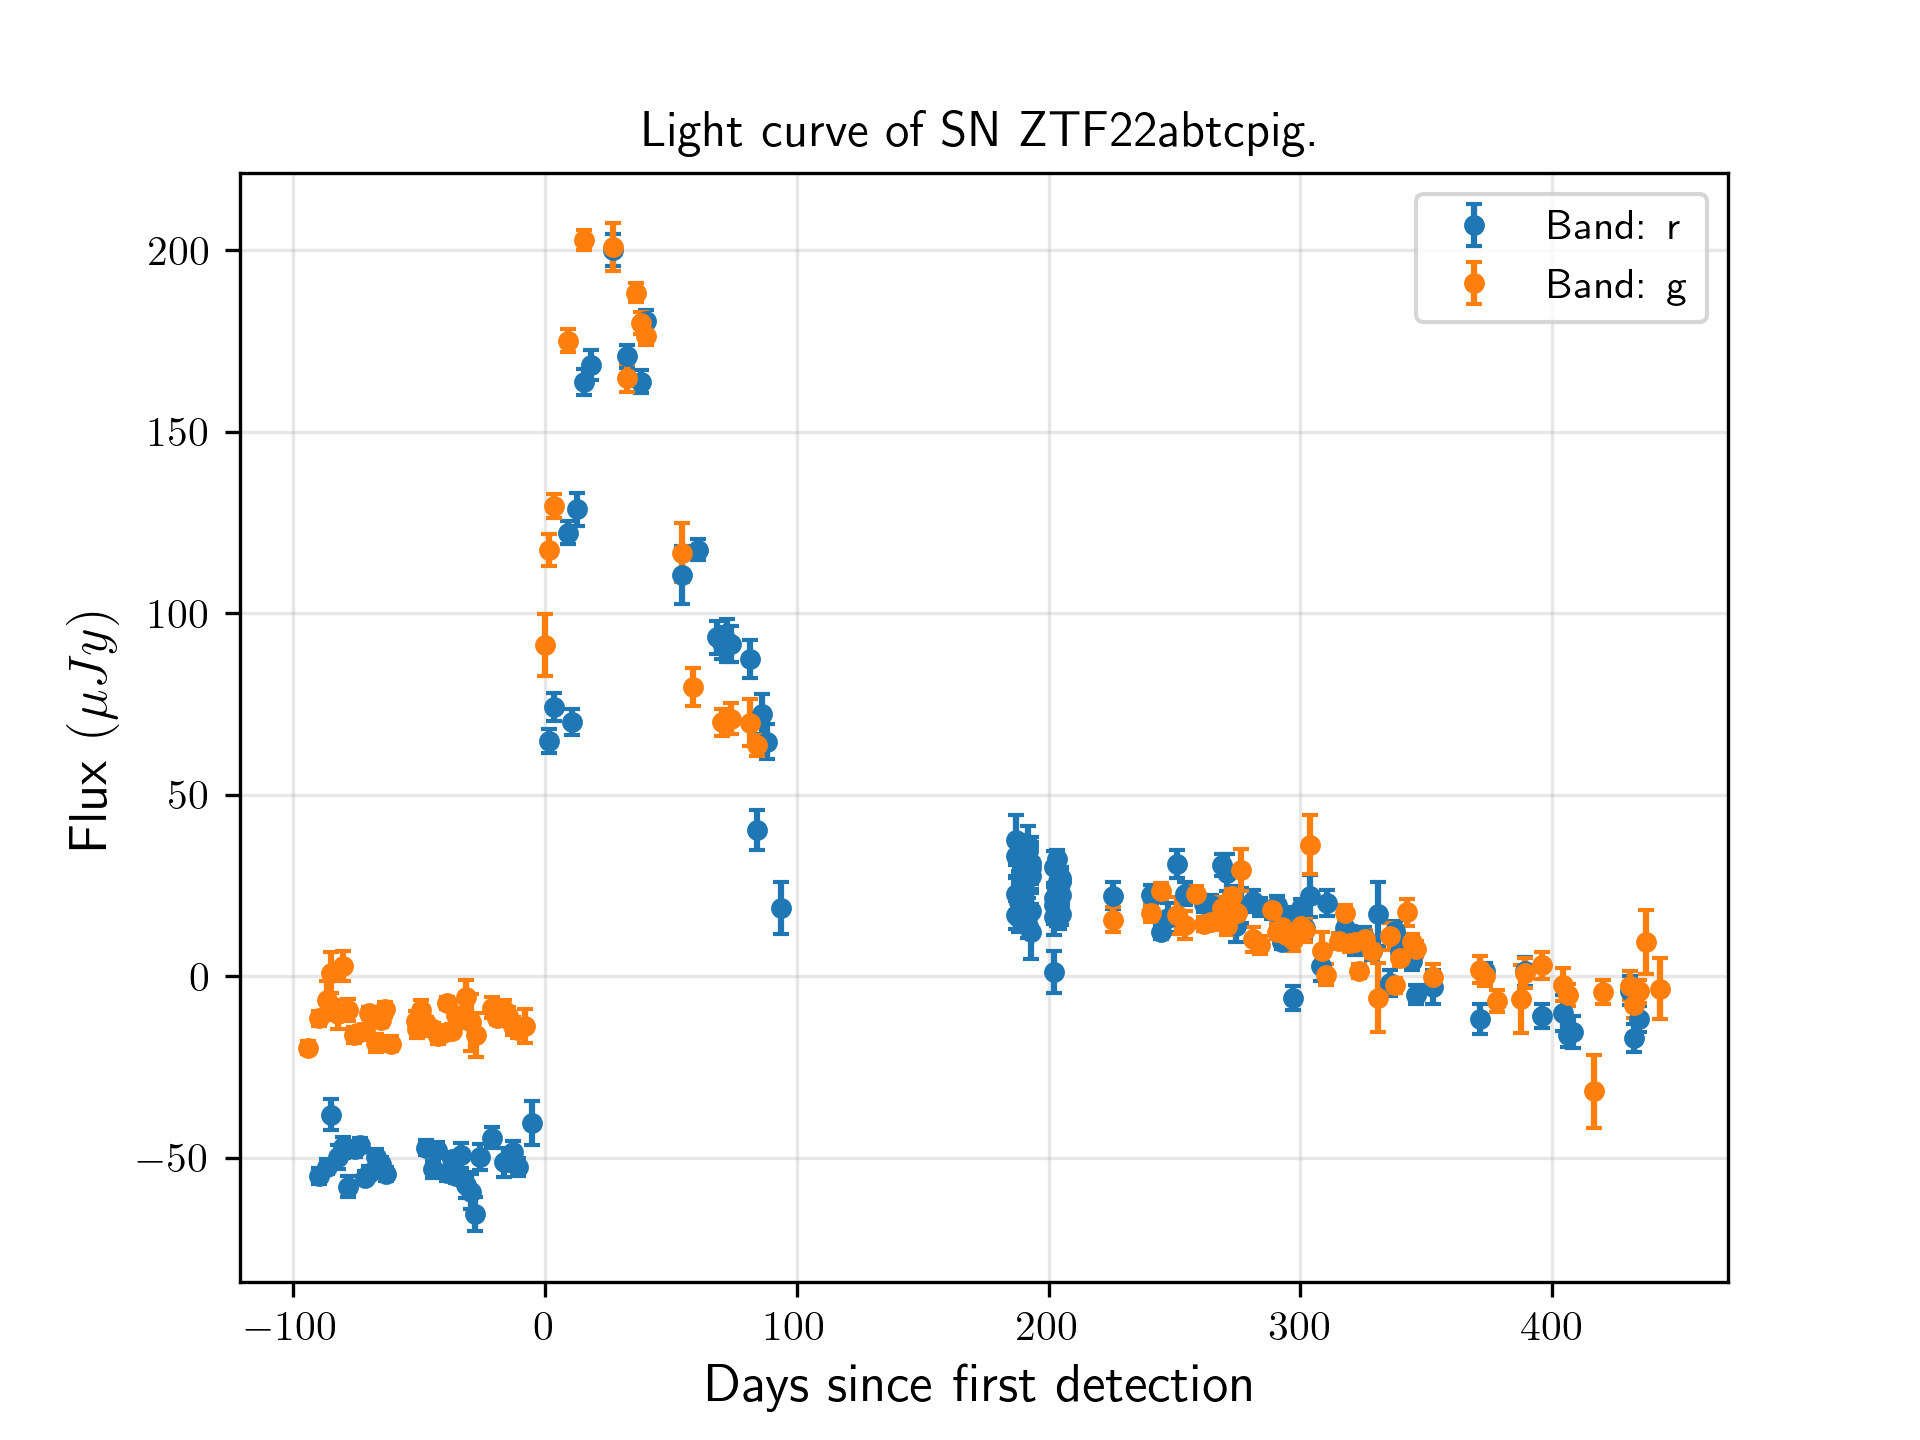 Light curve of SN ZTF22abtcpig.
Band: r
Band: g
200
150
100
50
0
−50
Flux (μJy)
−100
0
100
200
300
400
Days since first detection